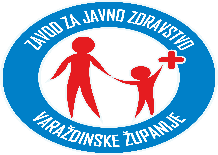 ZAVOD ZA JAVNO ZDRAVSTVO
VARAŽDINSKE ŽUPANIJE